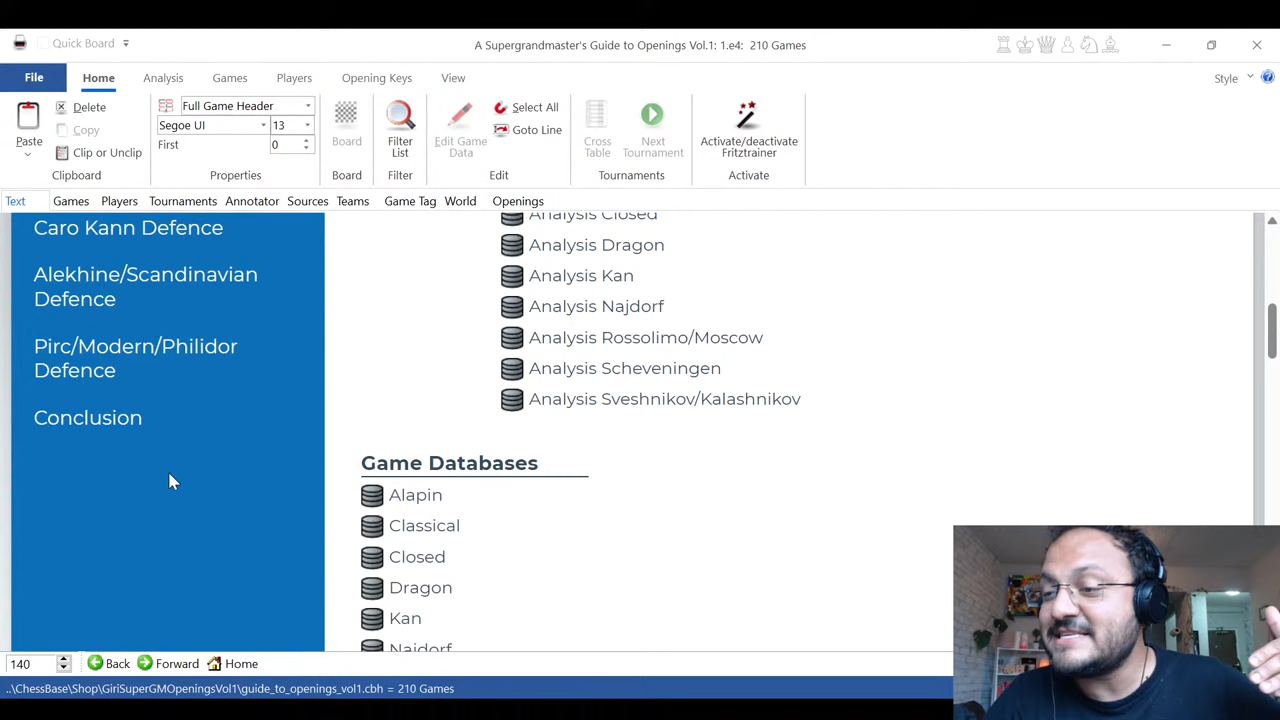 Quick Board
A Supergrandmaster's Guide to Openings Vol.1: 1.e4: 210 Games
File
Home
Analysis
Games
Players
Opening Keys
View
Style
Paste
Delete
Copy
Clip or Unclip
Clipboard
Full Game Header
Segoe UI
13
First
0
Properties
Board
Board
Filter
List
Filter
Edit Game
Data
Select All
Goto Line
Edit
Cross
Table
Next
Tournament
Tournaments
Activate/deactivate
Fritztrainer
Activate
Text
Games
Players
Tournaments
Annotator
Sources
Teams
Game Tag
World
Openings
Caro Kann Defence
Alekhine/Scandinavian
Defence
Pirc/Modern/Philidor
Defence
Conclusion
Analysis Closed
Analysis Dragon
Analysis Kan
Analysis Najdorf
Analysis Rossolimo/Moscow
Analysis Scheveningen
Analysis Sveshnikov/Kalashnikov
Game Databases
Alapin
Classical
Closed
Dragon
Kan
Najdorf
140
Back
Forward
Home
..\ChessBase\Shop\GiriSuperGMOpeningsVol1\guide_to_openings_vol1.cbh = 210 Games